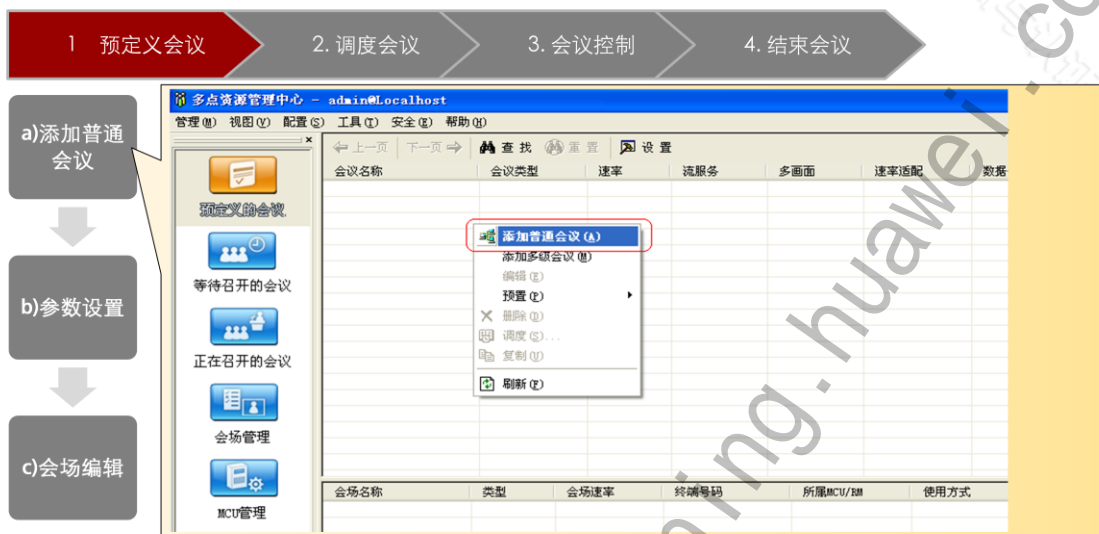 1 预定义会议
2. 调度会议
3. 会议控制
4. 结束会议
a)添加普通
会议
b)参数设置
c)会场编辑
多点资源管理中心 - admin@Localhost
管理(M) 视图(V) 配置(S) 工具(T) 安全(E) 帮助(H)
预定义的会议
等待召开的会议
正在召开的会议
会场管理
MCU管理
上一页 下一页 查找 重置 设置
会议名称 会议类型 速率 流服务 多画面 速率适配 数据
添加普通会议(A)
添加多级会议(M)
编辑(E)
预置(P)
删除(D)
调度(S)...
复制(U)
刷新(F)
会场名称 类型 会场速率 终端号码 所属MCU/RM 使用方式
ning.huawei.co